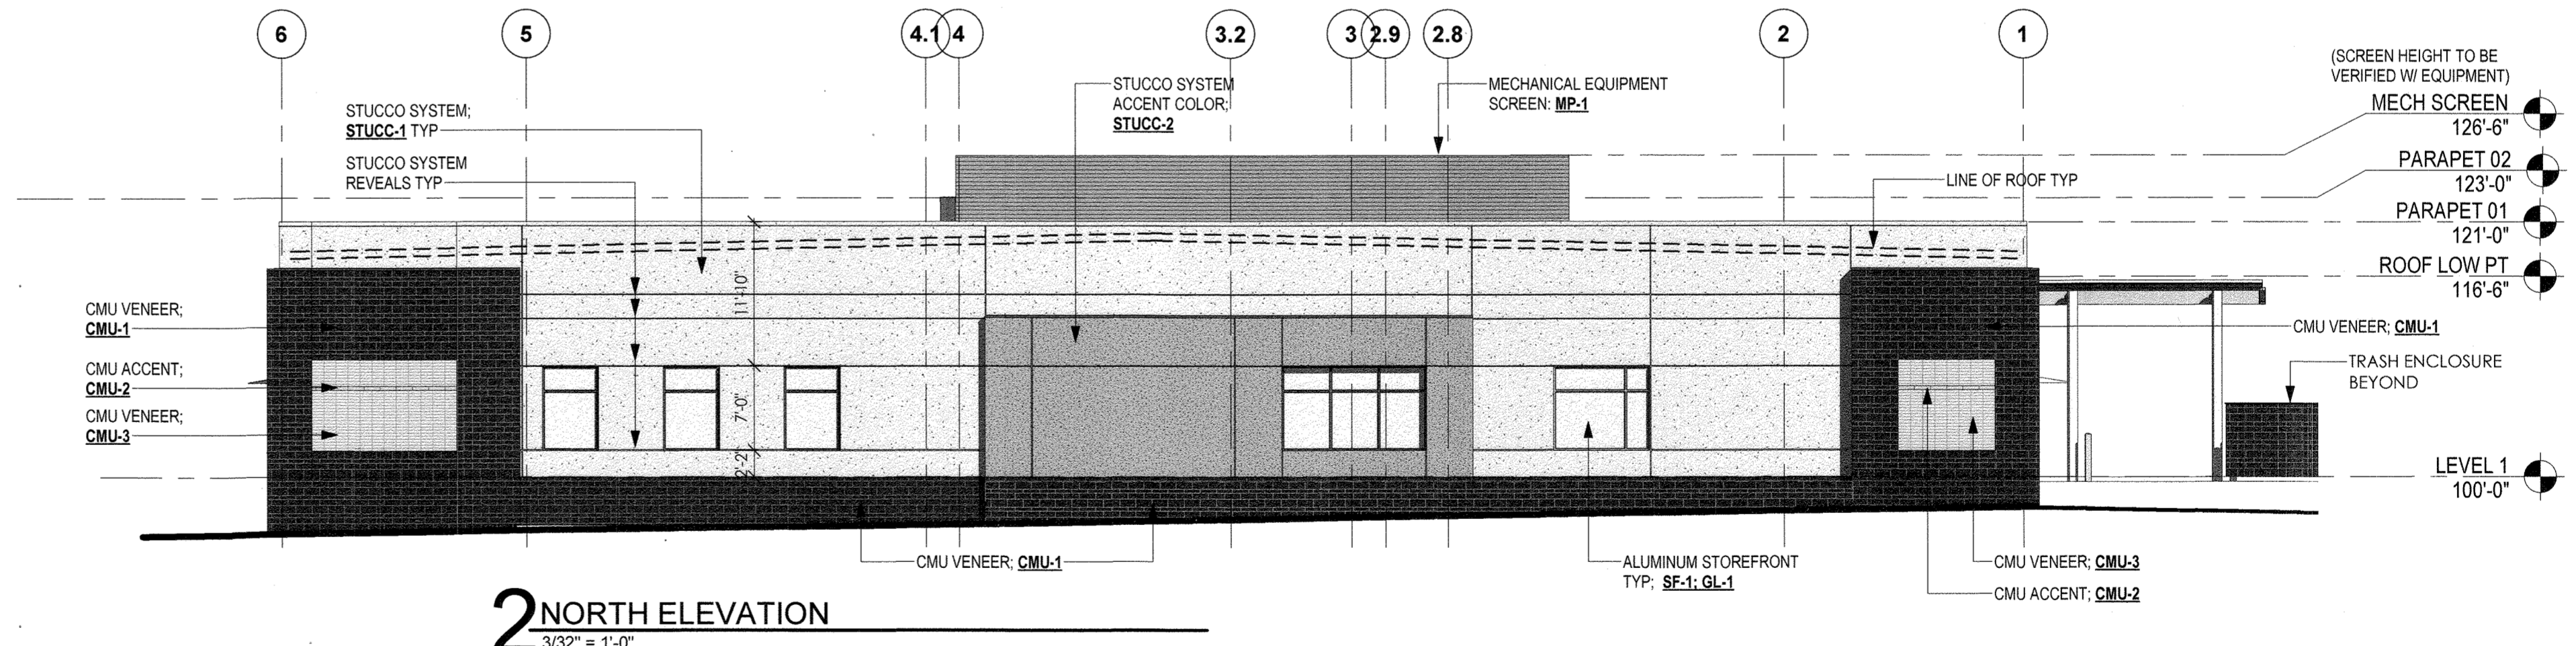 6
5
4.1
4
3.2
3
2.9
2.8
2
1
(SCREEN HEIGHT TO BE
VERIFIED W/ EQUIPMENT)
MECH SCREEN
126'-6"
PARAPET 02
123'-0"
PARAPET 01
121'-0"
ROOF LOW PT
116'-6"
LEVEL 1
100'-0"
STUCCO SYSTEM;
STUCC-1 TYP
STUCCO SYSTEM
REVEALS TYP
STUCCO SYSTEM
ACCENT COLOR;
STUCC-2
MECHANICAL EQUIPMENT
SCREEN: MP-1
LINE OF ROOF TYP
CMU VENEER;
CMU-1
CMU ACCENT;
CMU-2
CMU VENEER;
CMU-3
11'-10"
7'-0"
2'-2"
CMU VENEER; CMU-1
TRASH ENCLOSURE
BEYOND
CMU VENEER; CMU-1
ALUMINUM STOREFRONT
TYP; SF-1; GL-1
CMU VENEER; CMU-3
CMU ACCENT; CMU-2
2 NORTH ELEVATION
3/32" = 1'-0"